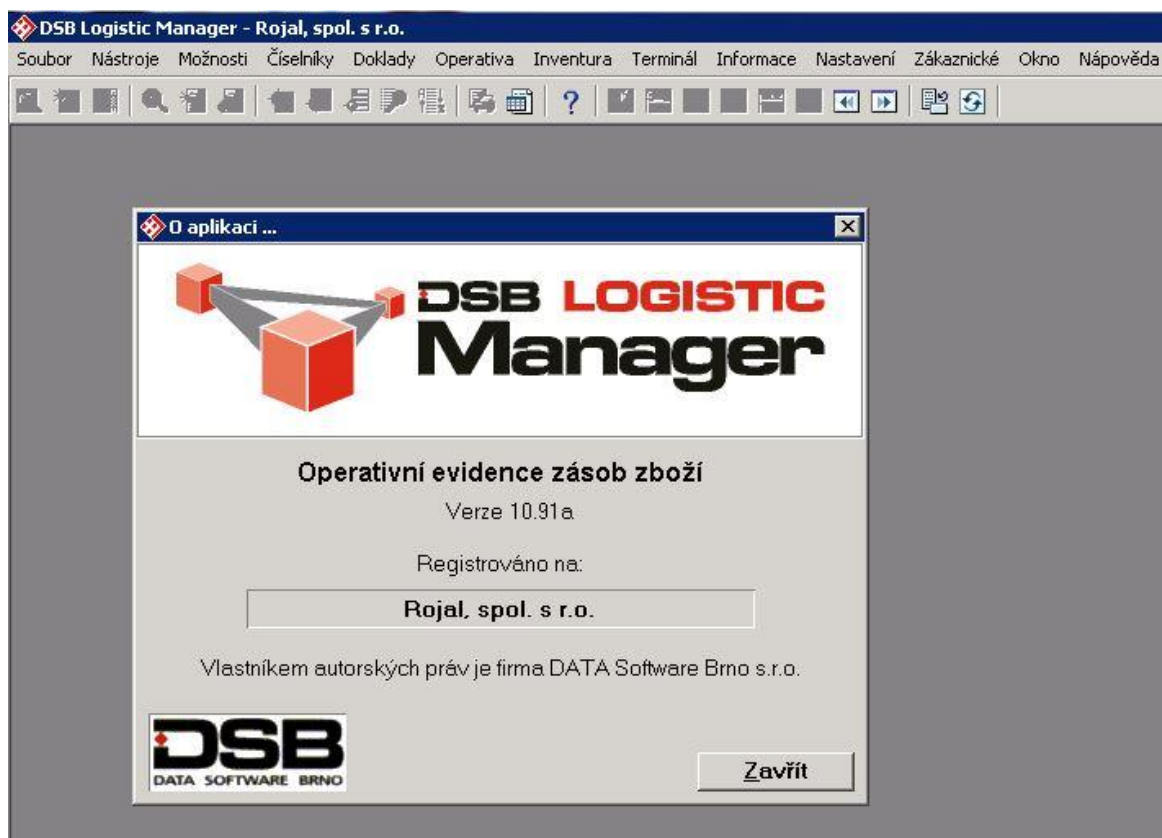 DSB Logistic Manager - Rojal, spol. s r.o.
Soubor Nástroje Možnosti Číselníky Doklady Operativa Inventura Terminál Informace Nastavení Zákaznické Okno Nápověda
O aplikaci ...
DSB LOGISTIC
Manager
Operativní evidence zásob zboží
Verze 10.91a
Registrováno na:
Rojal, spol. s r.o.
Vlastníkem autorských práv je firma DATA Software Brno s.r.o.
DSB
DATA SOFTWARE BRNO
Zavřít